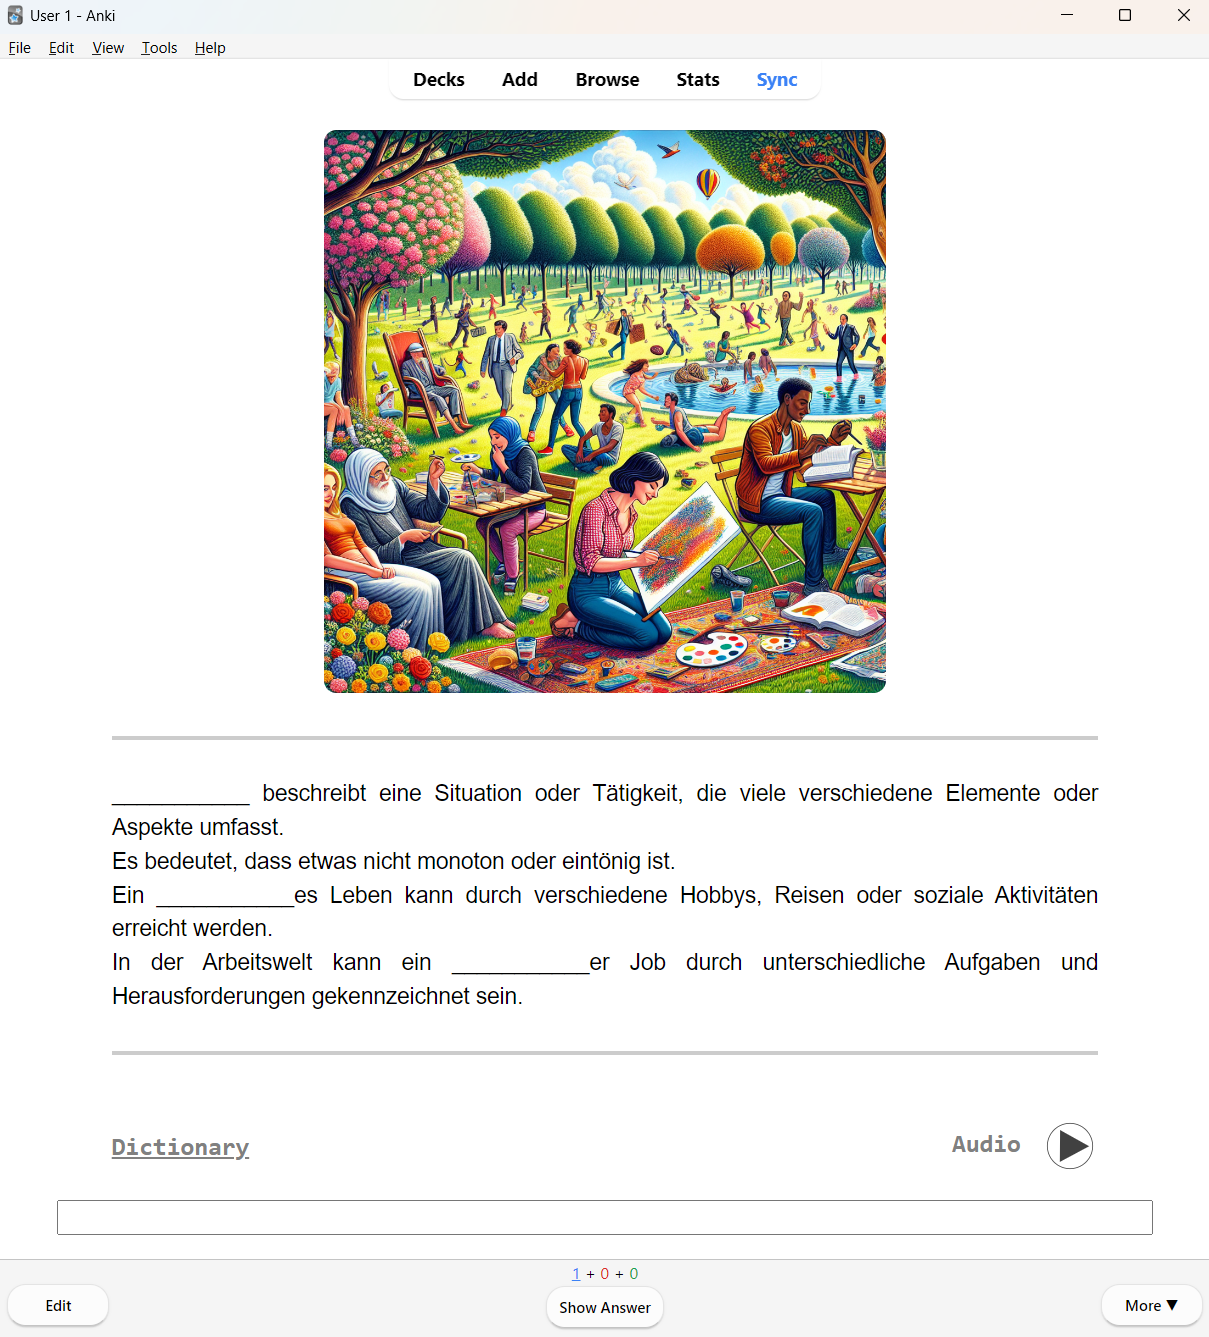 User 1 - Anki
File Edit View Tools Help
Decks Add Browse Stats Sync
___________ beschreibt eine Situation oder Tätigkeit, die viele verschiedene Elemente oder
Aspekte umfasst.
Es bedeutet, dass etwas nicht monoton oder eintönig ist.
Ein ___________es Leben kann durch verschiedene Hobbys, Reisen oder soziale Aktivitäten
erreicht werden.
In der Arbeitswelt kann ein ___________er Job durch unterschiedliche Aufgaben und
Herausforderungen gekennzeichnet sein.
Dictionary Audio
1 + 0 + 0
Edit Show Answer More ▼